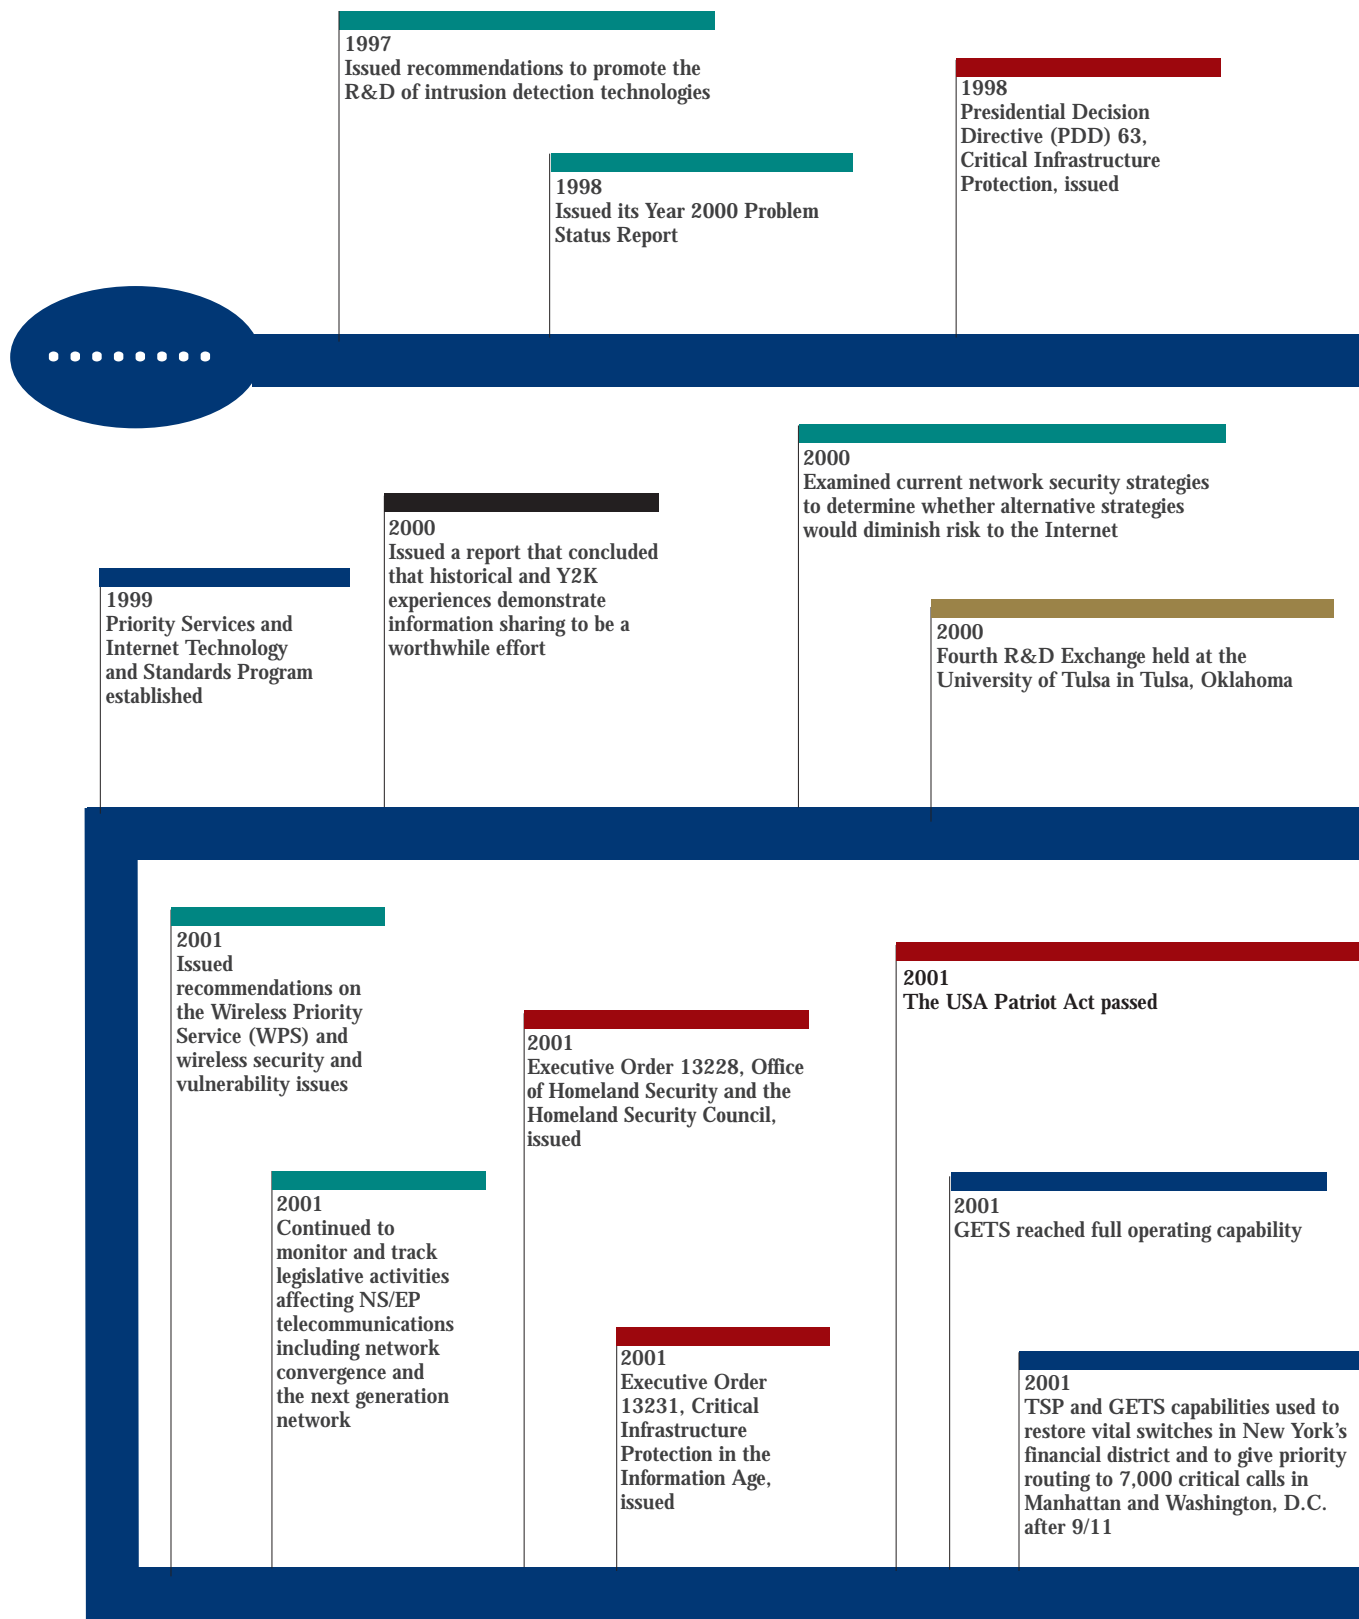 1997
Issued recommendations to promote the
R&D of intrusion detection technologies
1998
Presidential Decision
Directive (PDD) 63,
Critical Infrastructure
Protection, issued
1998
Issued its Year 2000 Problem
Status Report
2000
Examined current network security strategies
to determine whether alternative strategies
would diminish risk to the Internet
2000
Issued a report that concluded
that historical and Y2K
experiences demonstrate
information sharing to be a
worthwhile effort
1999
Priority Services and
Internet Technology
and Standards Program
established
2000
Fourth R&D Exchange held at the
University of Tulsa in Tulsa, Oklahoma
2001
Issued
recommendations on
the Wireless Priority
Service (WPS) and
wireless security and
vulnerability issues
2001
The USA Patriot Act passed
2001
Executive Order 13228, Office
of Homeland Security and the
Homeland Security Council,
issued
2001
Continued to
monitor and track
legislative activities
affecting NS/EP
telecommunications
including network
convergence and
the next generation
network
2001
GETS reached full operating capability
2001
Executive Order
13231, Critical
Infrastructure
Protection in the
Information Age,
issued
2001
TSP and GETS capabilities used to
restore vital switches in New York's
financial district and to give priority
routing to 7,000 critical calls in
Manhattan and Washington, D.C.
after 9/11